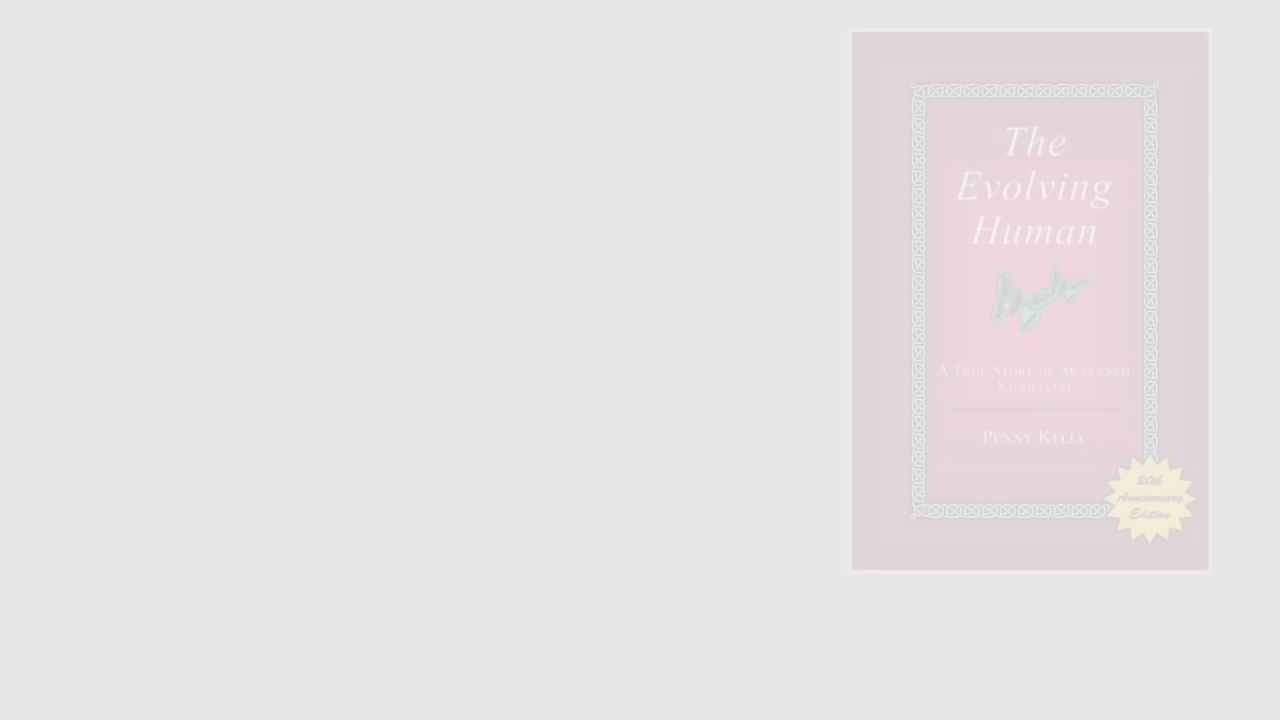 The
Evolving
Human
A True Story of Awakened
Kundalini
Penny Kelly
20th
Anniversary
Edition